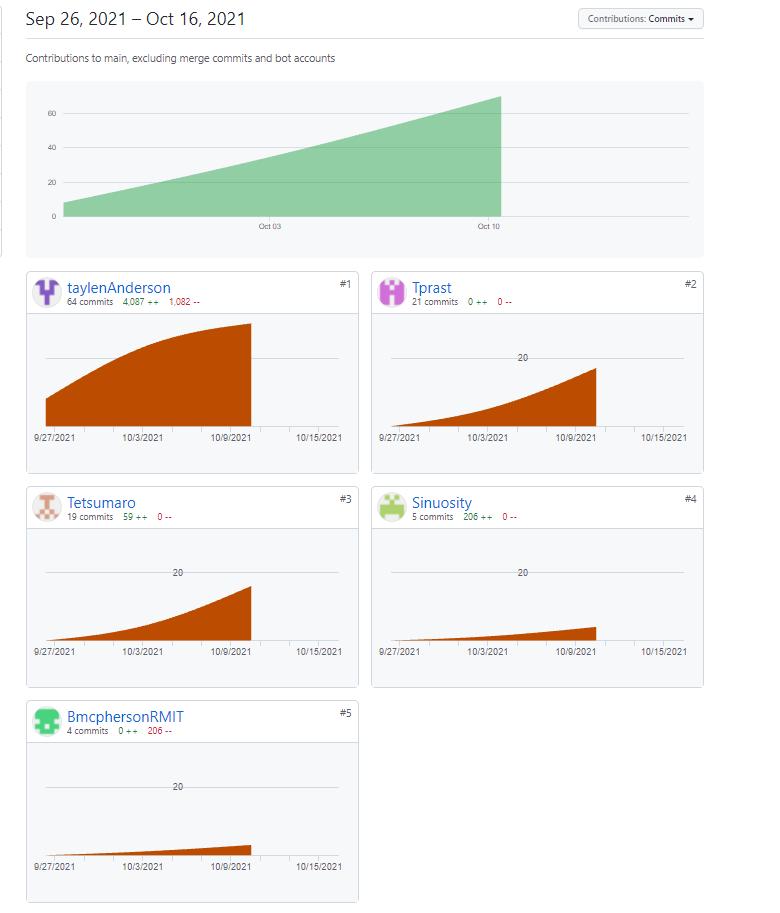 Sep 26, 2021 – Oct 16, 2021
Contributions: Commits
Contributions to main, excluding merge commits and bot accounts
60
40
20
0
Oct 03
Oct 10
taylenAnderson
#1
64 commits 4,087 ++ 1,082 --
9/27/2021 10/3/2021 10/9/2021 10/15/2021
Tprast
#2
21 commits 0 ++ 0 --
20
9/27/2021 10/3/2021 10/9/2021 10/15/2021
Tetsumaro
#3
19 commits 59 ++ 0 --
20
9/27/2021 10/3/2021 10/9/2021 10/15/2021
Sinuosity
#4
5 commits 206 ++ 0 --
20
9/27/2021 10/3/2021 10/9/2021 10/15/2021
BmcphersonRMIT
#5
4 commits 0 ++ 206 --
20
9/27/2021 10/3/2021 10/9/2021 10/15/2021